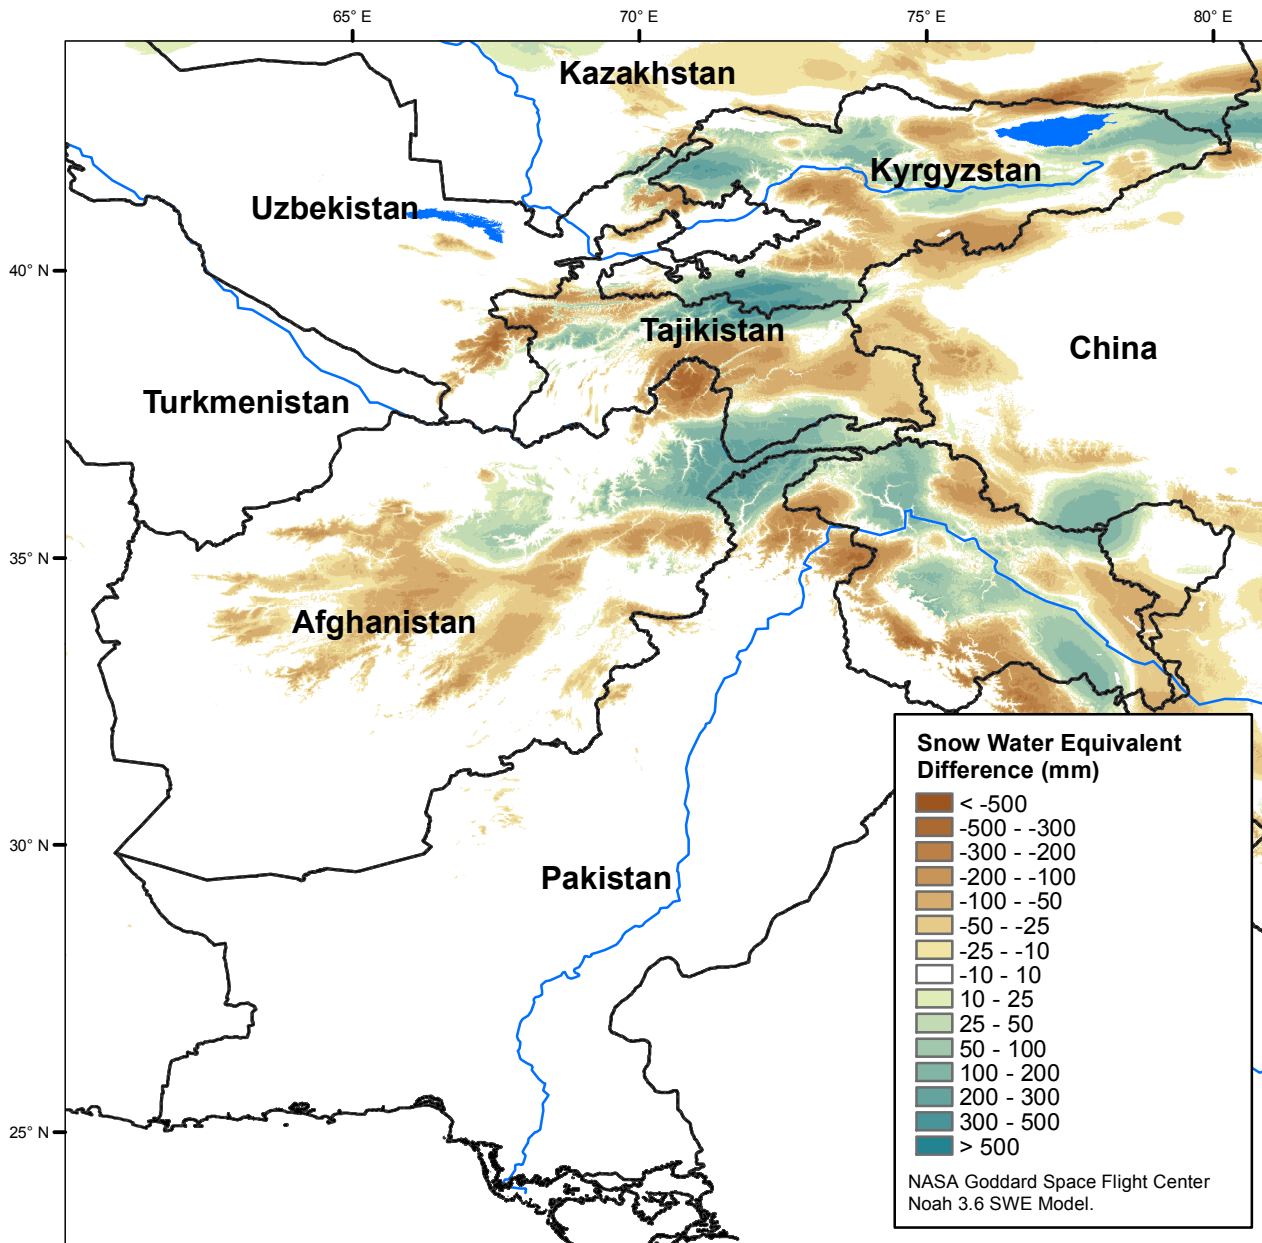 65° E
70° E
75° E
80° E
Kazakhstan
Kyrgyzstan
Uzbekistan
40° N
Tajikistan
China
Turkmenistan
35° N
Afghanistan
Snow Water Equivalent
Difference (mm)
< -500
-500 - -300
-300 - -200
-200 - -100
-100 - -50
-50 - -25
-25 - -10
-10 - 10
10 - 25
25 - 50
50 - 100
100 - 200
200 - 300
300 - 500
> 500
NASA Goddard Space Flight Center
Noah 3.6 SWE Model.
30° N
Pakistan
25° N